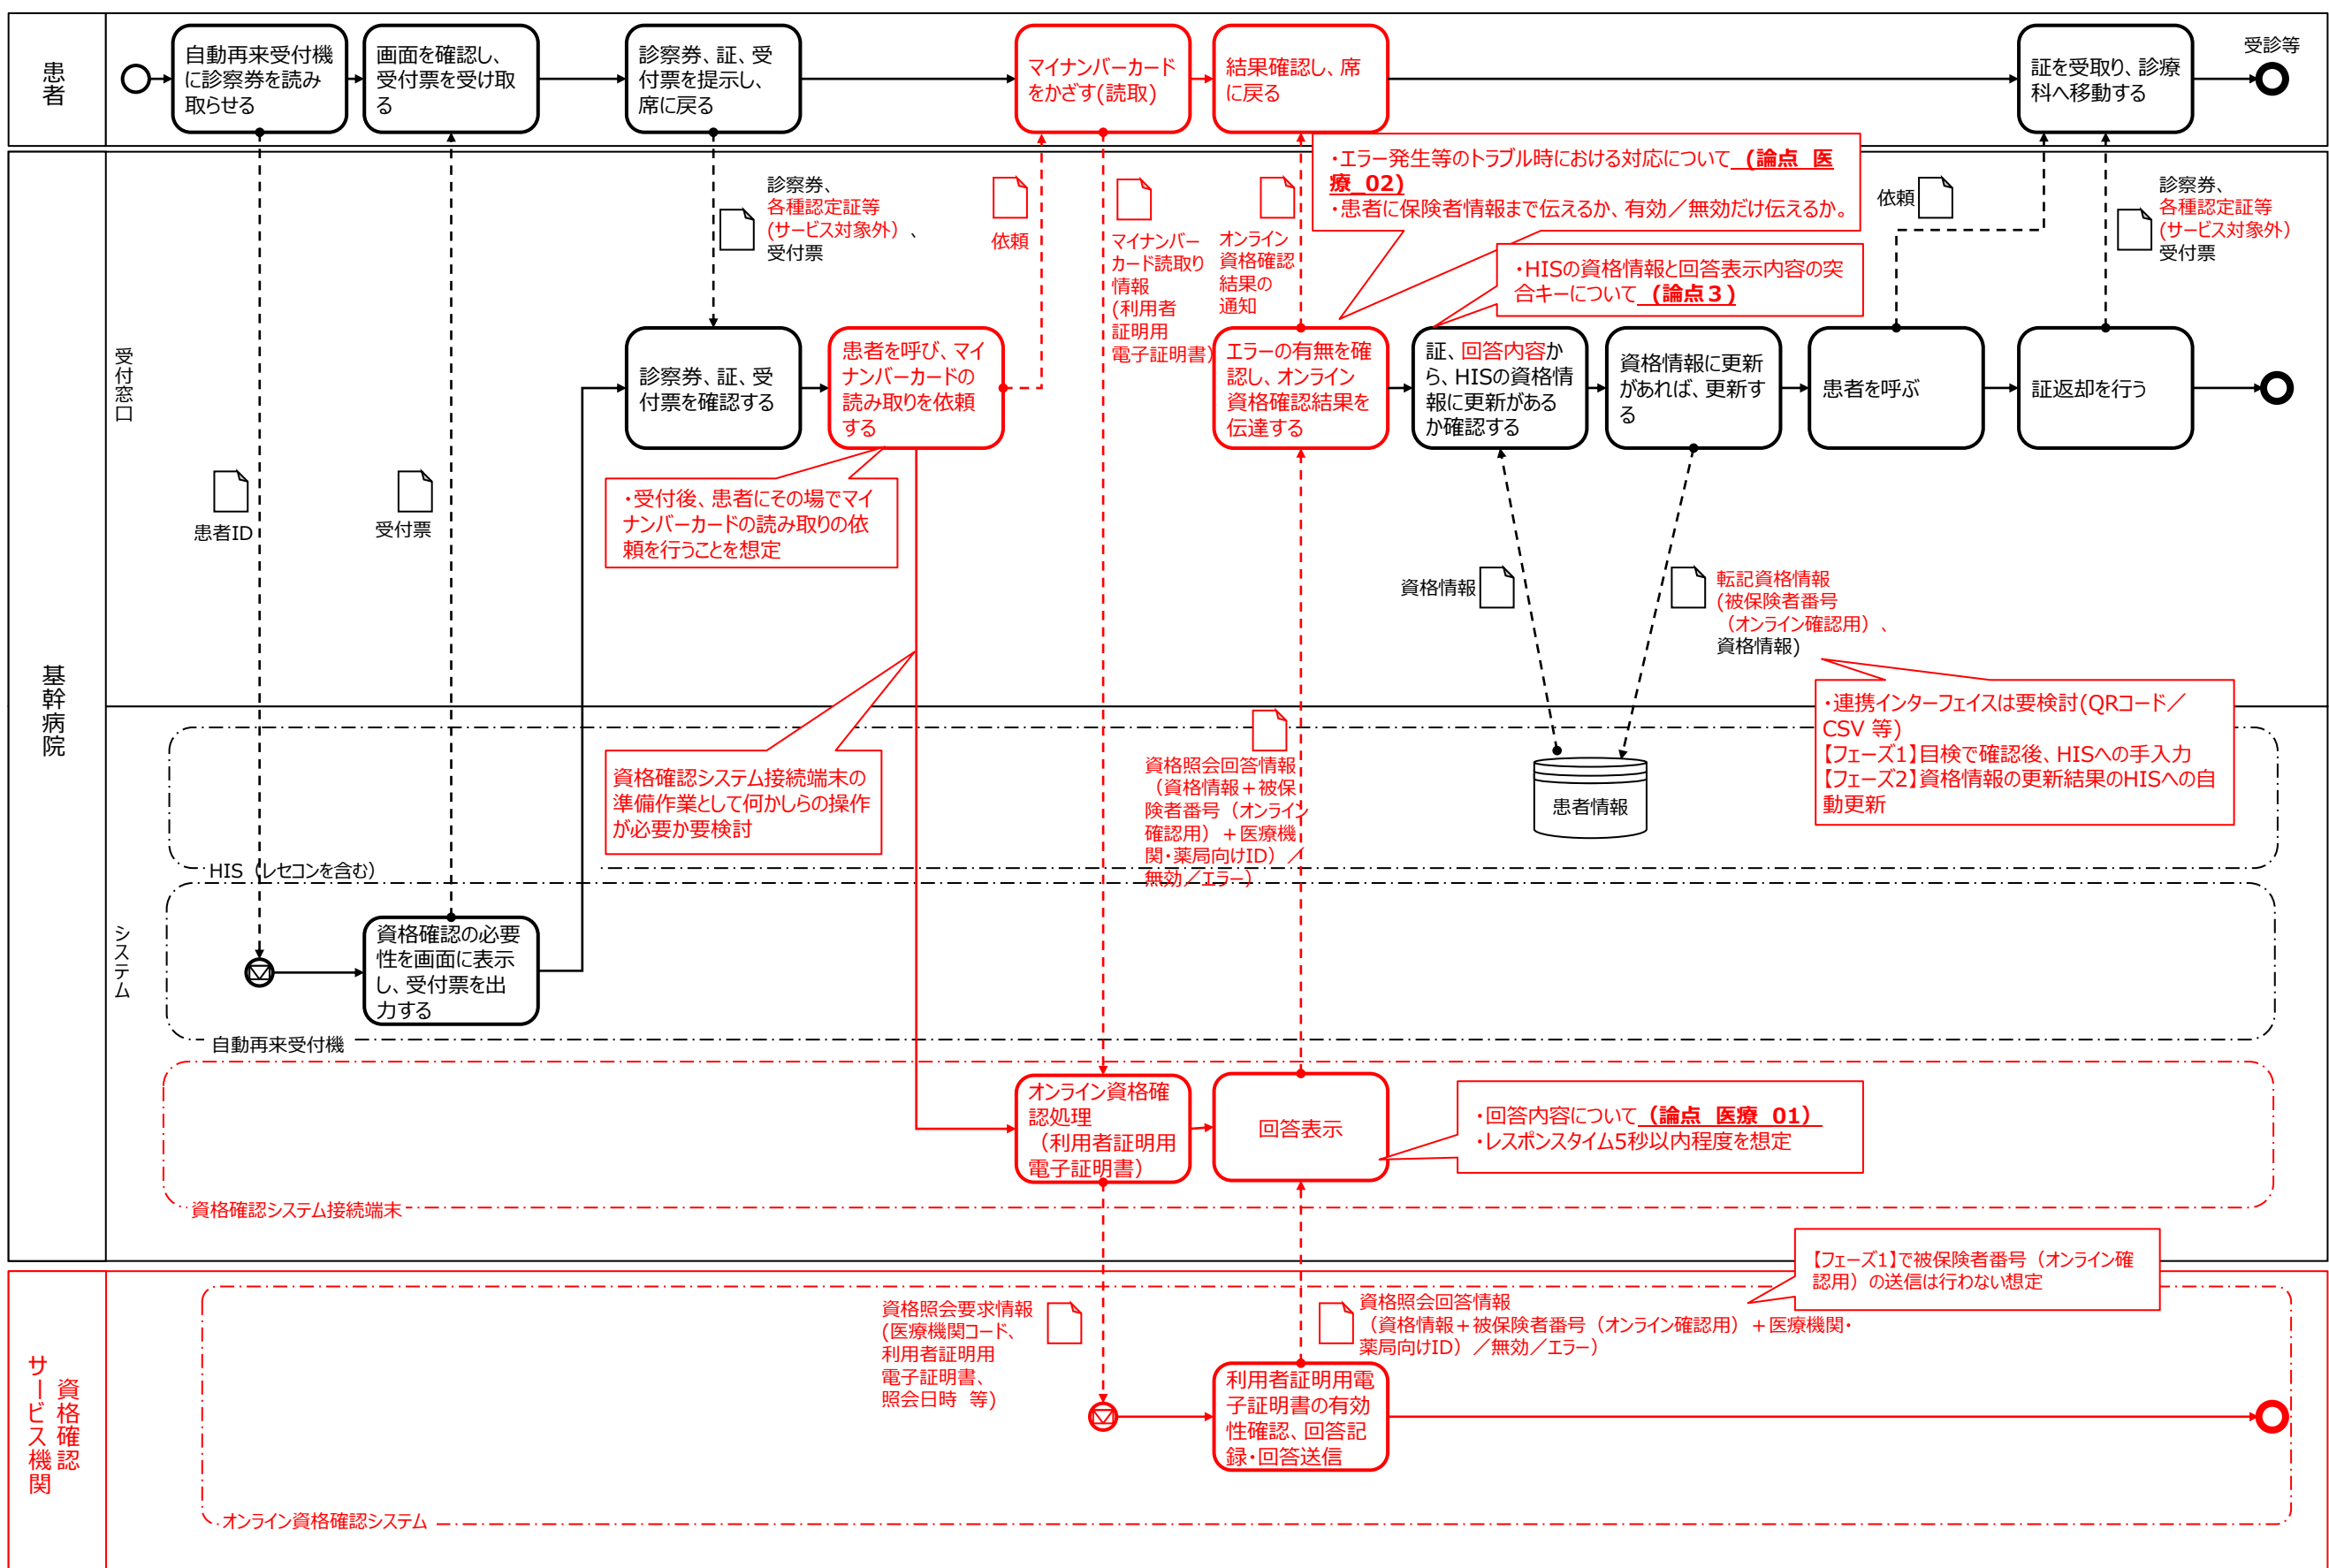 患者
自動再来受付機
に診察券を読み
取らせる
画面を確認し、
受付票を受け取
る
診察券、証、受
付票を提示し、
席に戻る
マイナンバーカード
をかざす(読取)
結果確認し、席
に戻る
証を受取り、診療
科へ移動する
受診等
・エラー発生等のトラブル時における対応について (論点 医
療_02)
・患者に保険者情報まで伝えるか、有効／無効だけ伝えるか。
・HISの資格情報と回答表示内容の突
合キーについて (論点3)
診察券、
各種認定証等
(サービス対象外）、
受付票
依頼
マイナンバー
カード読取り
情報
(利用者
証明用
電子証明書)
オンライン
資格確認
結果の
通知
依頼
診察券、
各種認定証等
(サービス対象外）
受付票
基幹病院
受付窓口
診察券、証、受
付票を確認する
患者を呼び、マイ
ナンバーカードの
読み取りを依頼
する
エラーの有無を確
認し、オンライン
資格確認結果を
伝達する
証、回答内容か
ら、HISの資格情
報に更新がある
か確認する
資格情報に更新
があれば、更新す
る
患者を呼ぶ
証返却を行う
患者ID
受付票
・受付後、患者にその場でマイ
ナンバーカードの読み取りの依
頼を行うことを想定
資格情報
転記資格情報
(被保険者番号
（オンライン確認用）、
資格情報)
・連携インターフェイスは要検討(QRコード／
CSV 等)
【フェーズ1】目検で確認後、HISへの手入力
【フェーズ2】資格情報の更新結果のHISへの自
動更新
システム
資格確認システム接続端末の
準備作業として何かしらの操作
が必要か要検討
資格照会回答情報
（資格情報＋被保
険者番号（オンライン
確認用）＋医療機
関・薬局向けID）／
無効／エラー）
患者情報
HIS（レセコンを含む）
資格確認の必要
性を画面に表示
し、受付票を出
力する
自動再来受付機
オンライン資格確
認処理
（利用者証明用
電子証明書）
回答表示
・回答内容について（論点 医療_01）
・レスポンスタイム5秒以内程度を想定
資格確認システム接続端末
資格確認
サービス機関
【フェーズ1】で被保険者番号（オンライン確
認用）の送信は行わない想定
資格照会要求情報
(医療機関コード、
利用者証明用
電子証明書、
照会日時 等)
資格照会回答情報
（資格情報＋被保険者番号（オンライン確認用）＋医療機関・
薬局向けID）／無効／エラー）
利用者証明用電
子証明書の有効
性確認、回答記
録・回答送信
オンライン資格確認システム